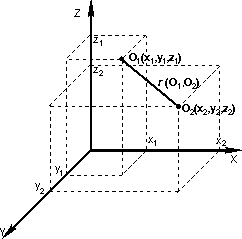 Z
z₁
O₁(x₁,y₁,z₁)
z₂
r(O₁,O₂)
O₂(x₂,y₂,z₂)
x₁
x₂
X
y₁
y₂
Y